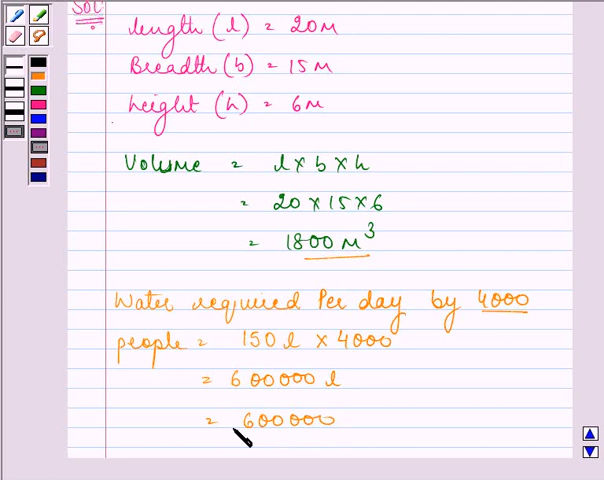 Sol:
length (l) = 20m
Breadth (b) = 15m
height (h) = 6m
Volume = l × b × h
= 20 × 15 × 6
= 1800 m³
Water required Per day by 4000
people = 150 l × 4000
= 600000 l
= 600000